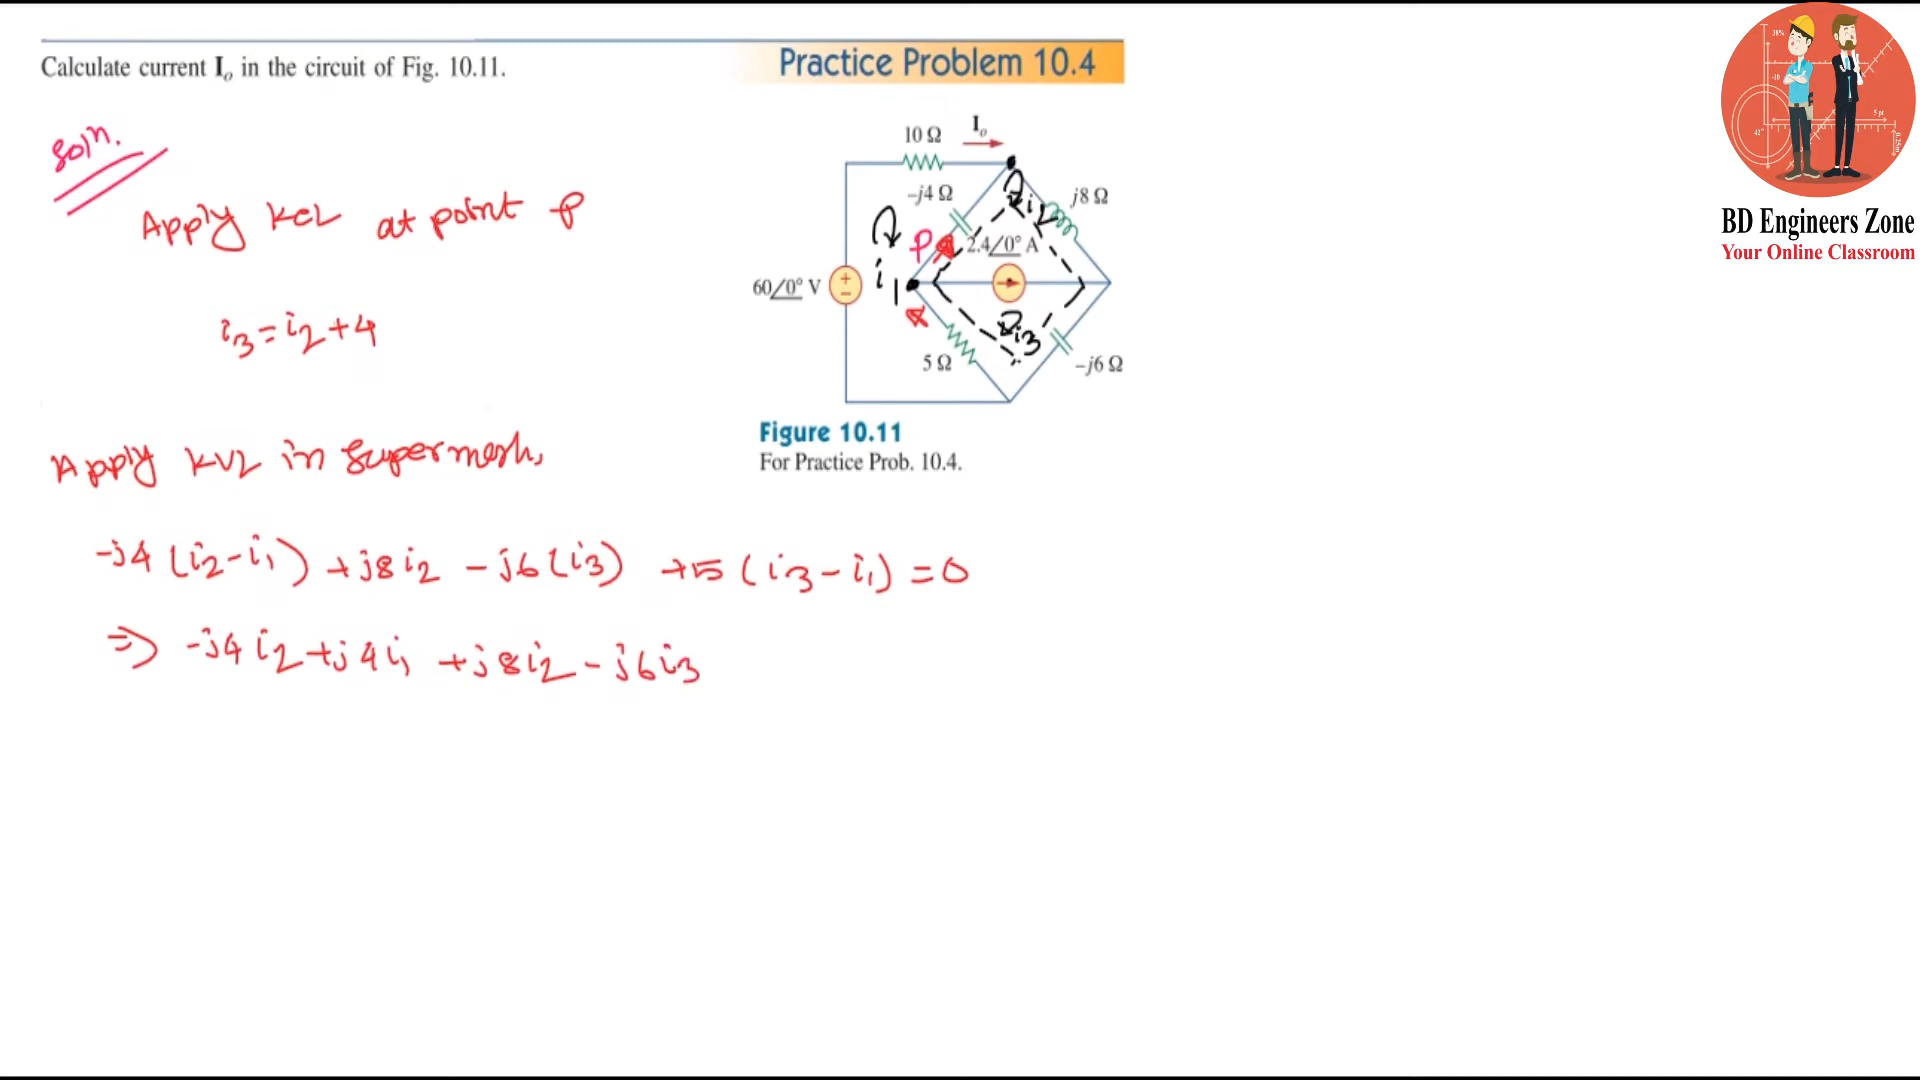 Calculate current Iₒ in the circuit of Fig. 10.11.
Practice Problem 10.4
Soln.
Apply KCL at point P
i3 = i2 + 4
Apply KVL in supermesh,
-j4 (i2 - i1) + j8 i2 - j6 (i3) + 5 (i3 - i1) = 0
⇒ -j4 i2 + j4 i1 + j8 i2 - j6 i3
10 Ω
Iₒ
-j4 Ω
j8 Ω
i2
P
2.4/0° A
60/0° V
+
−
i1
i3
5 Ω
-j6 Ω
Figure 10.11
For Practice Prob. 10.4.
BD Engineers Zone
Your Online Classroom